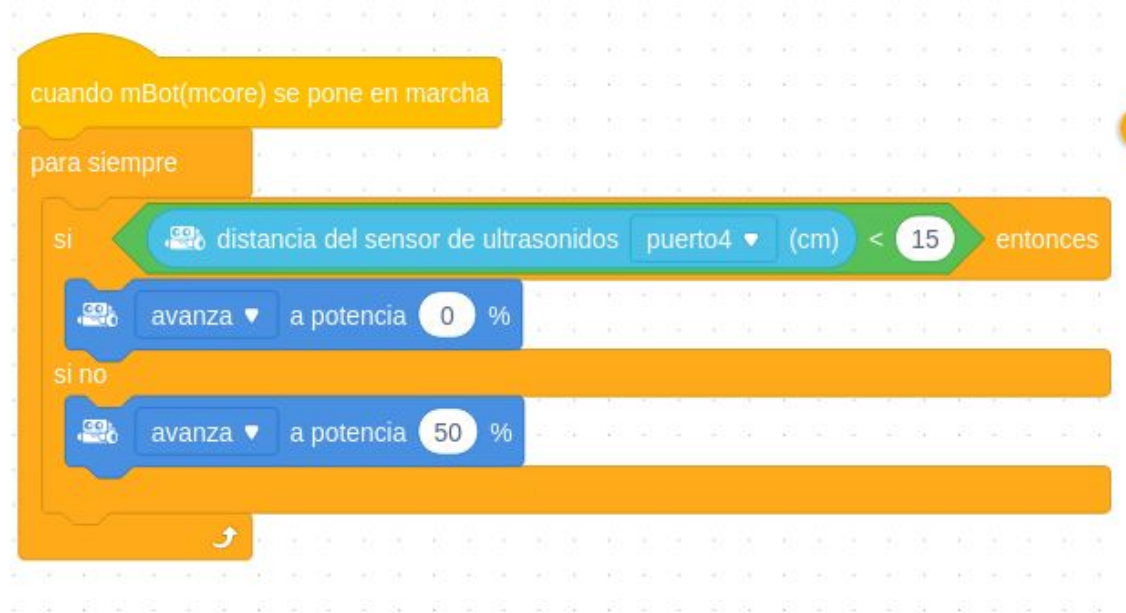 cuando mBot(mcore) se pone en marcha
para siempre
si distancia del sensor de ultrasonidos puerto4 (cm) < 15 entonces
avanza a potencia 0 %
si no
avanza a potencia 50 %